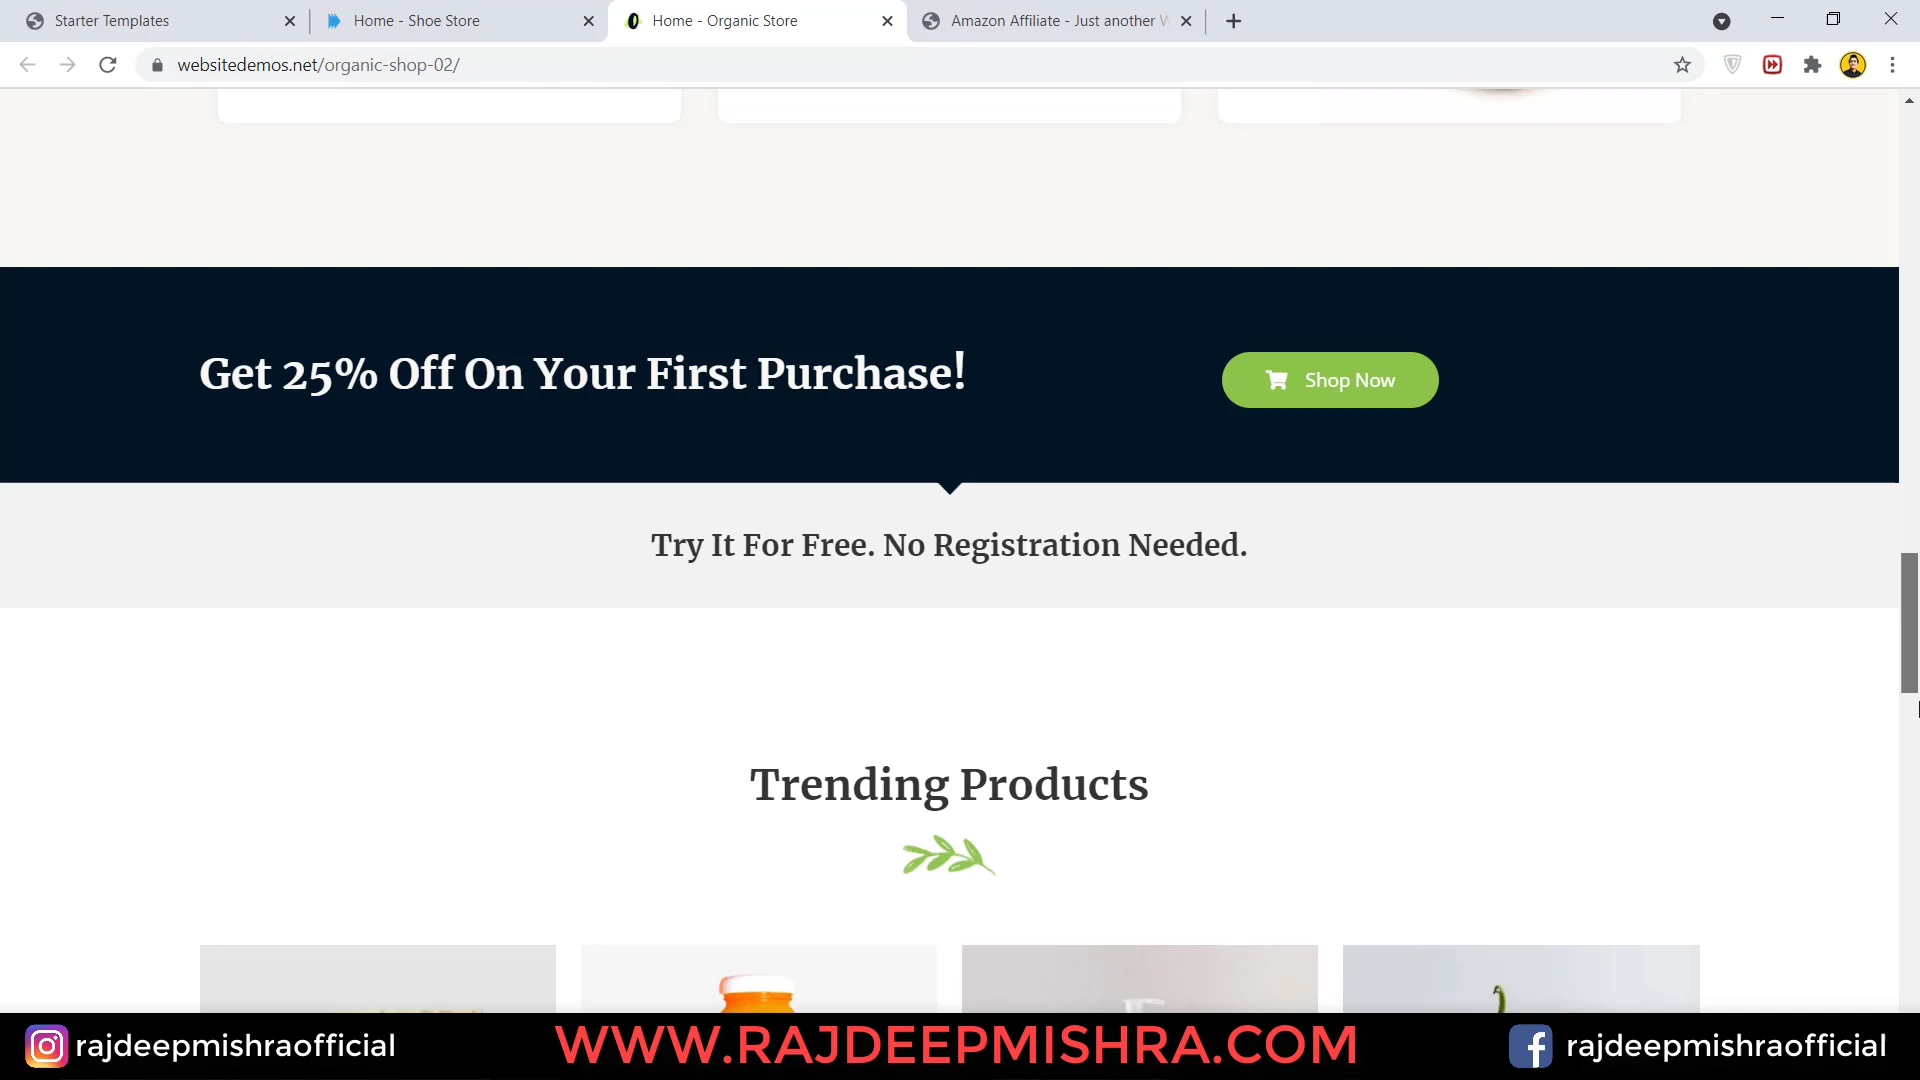 Starter Templates
Home - Shoe Store
Home - Organic Store
Amazon Affiliate - Just another W
websitedemos.net/organic-shop-02/
Get 25% Off On Your First Purchase!
Shop Now
Try It For Free. No Registration Needed.
Trending Products
rajdeepmishraofficial
WWW.RAJDEEPMISHRA.COM
rajdeepmishraofficial